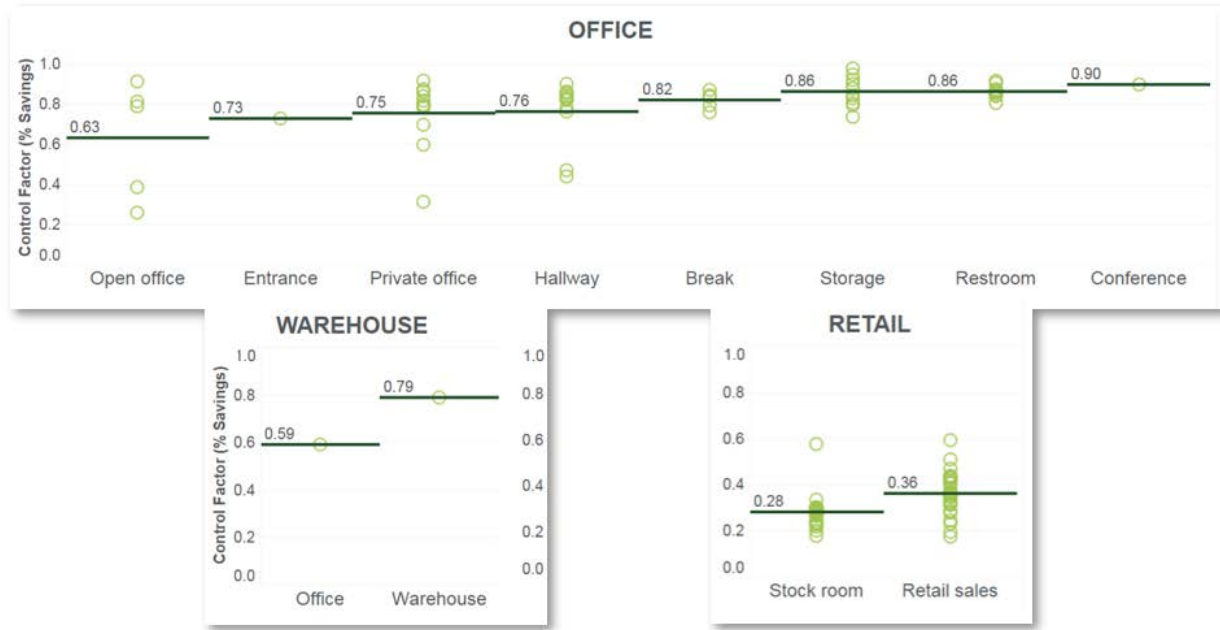 OFFICE
Control Factor (% Savings)
1.0
0.8
0.6
0.4
0.2
0.0
0.63
0.73
0.75
0.76
0.82
0.86
0.86
0.90
Open office
Entrance
Private office
Hallway
Break
Storage
Restroom
Conference
WAREHOUSE
Control Factor (% Savings)
1.0
0.8
0.6
0.4
0.2
0.0
0.59
0.79
1.0
0.8
0.6
0.4
0.2
0.0
Office
Warehouse
RETAIL
1.0
0.8
0.6
0.4
0.2
0.0
0.28
0.36
Stock room
Retail sales